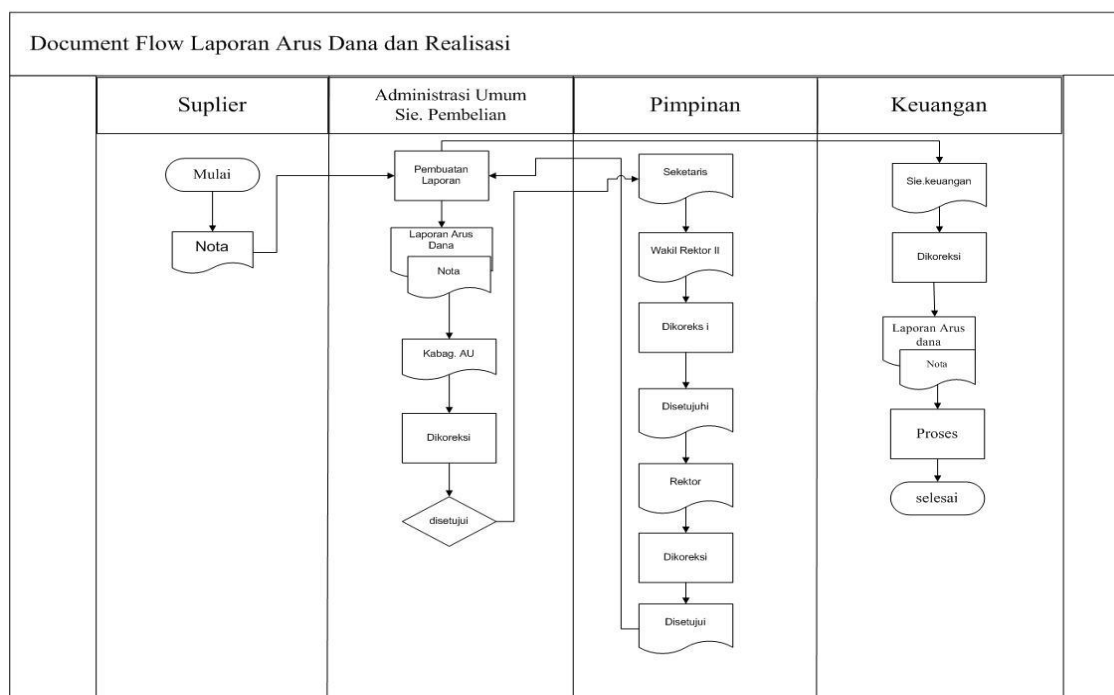 Document Flow Laporan Arus Dana dan Realisasi
Suplier
Administrasi Umum
Sie. Pembelian
Pimpinan
Keuangan
Mulai
Nota
Pembuatan
Laporan
Laporan Arus
Dana
Nota
Kabag. AU
Dikoreksi
disetujui
Seketaris
Wakil Rektor II
Dikoreks i
Disetujuhi
Rektor
Dikoreksi
Disetujui
Sie.keuangan
Dikoreksi
Laporan Arus
dana
Nota
Proses
selesai